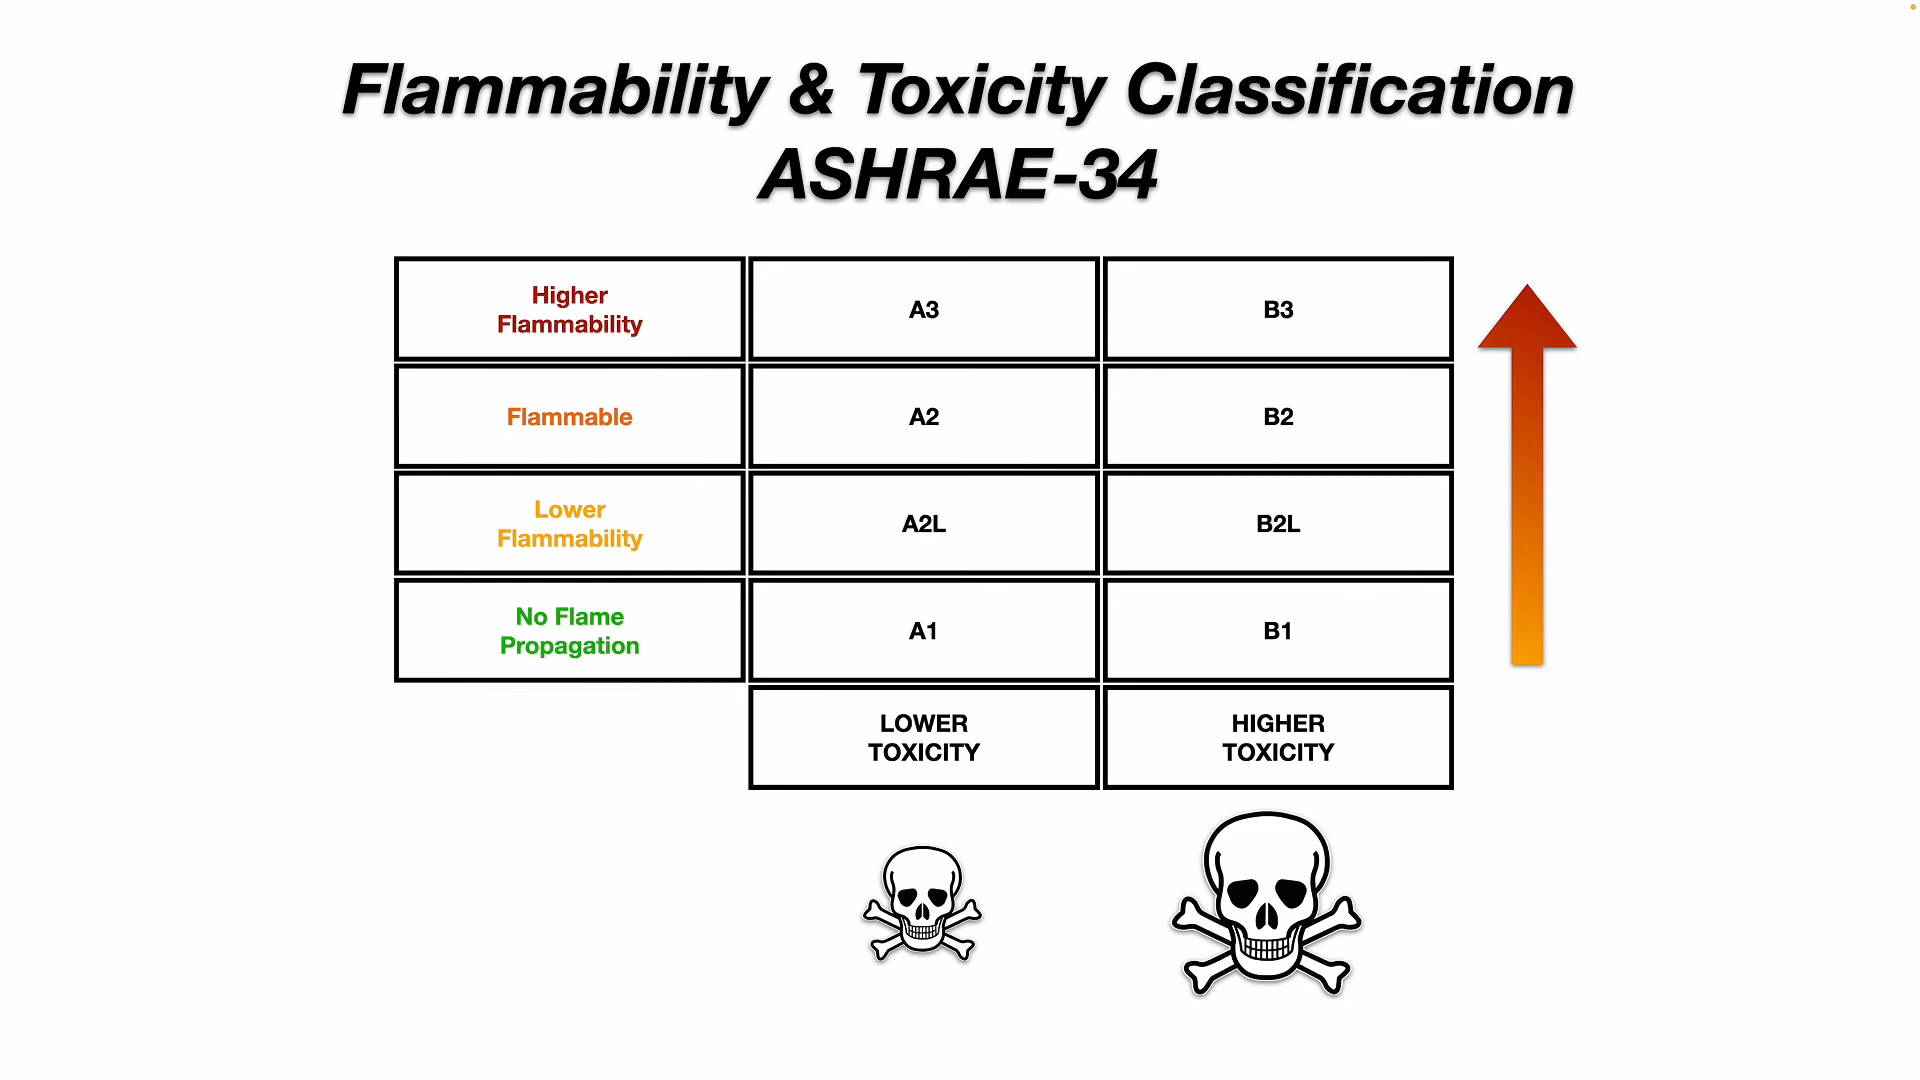 Flammability & Toxicity Classification
ASHRAE-34
Higher
Flammability
A3
B3
Flammable
A2
B2
Lower
Flammability
A2L
B2L
No Flame
Propagation
A1
B1
LOWER
TOXICITY
HIGHER
TOXICITY